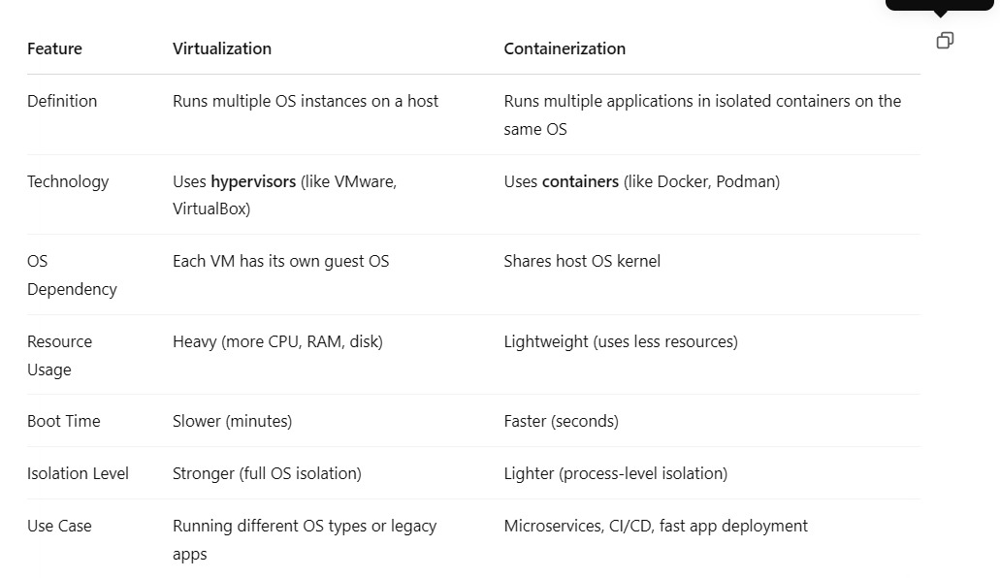 Feature Virtualization Containerization
Definition Runs multiple OS instances on a host Runs multiple applications in isolated containers on the
same OS
Technology Uses hypervisors (like VMware, Uses containers (like Docker, Podman)
VirtualBox)
OS Each VM has its own guest OS Shares host OS kernel
Dependency
Resource Heavy (more CPU, RAM, disk) Lightweight (uses less resources)
Usage
Boot Time Slower (minutes) Faster (seconds)
Isolation Level Stronger (full OS isolation) Lighter (process-level isolation)
Use Case Running different OS types or legacy Microservices, CI/CD, fast app deployment
apps